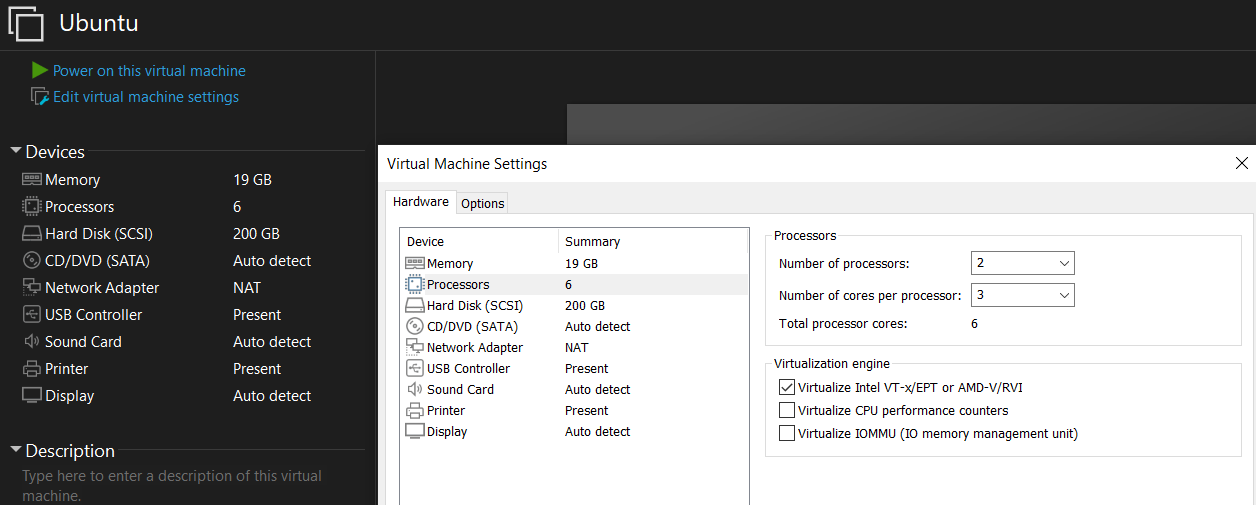 Ubuntu
Power on this virtual machine
Edit virtual machine settings
Devices
Memory 19 GB
Processors 6
Hard Disk (SCSI) 200 GB
CD/DVD (SATA) Auto detect
Network Adapter NAT
USB Controller Present
Sound Card Auto detect
Printer Present
Display Auto detect
Description
Type here to enter a description of this virtual
machine.
Virtual Machine Settings
Hardware Options
Device Summary
Memory 19 GB
Processors 6
Hard Disk (SCSI) 200 GB
CD/DVD (SATA) Auto detect
Network Adapter NAT
USB Controller Present
Sound Card Auto detect
Printer Present
Display Auto detect
Processors
Number of processors: 2
Number of cores per processor: 3
Total processor cores: 6
Virtualization engine
Virtualize Intel VT-x/EPT or AMD-V/RVI
Virtualize CPU performance counters
Virtualize IOMMU (IO memory management unit)